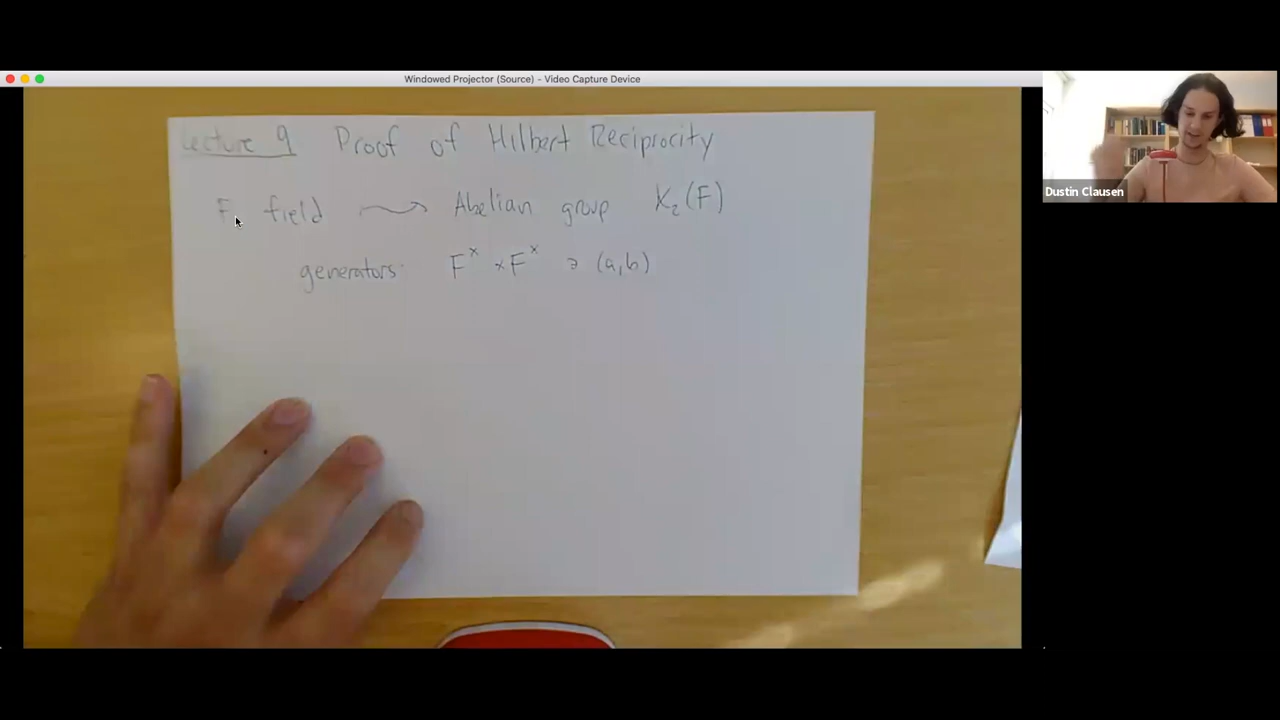 Windowed Projector (Source) - Video Capture Device
Lecture 9 Proof of Hilbert Reciprocity
F field ⤳ Abelian group K₂(F)
generators: F^× × F^× ∋ (a,b)
Dustin Clausen